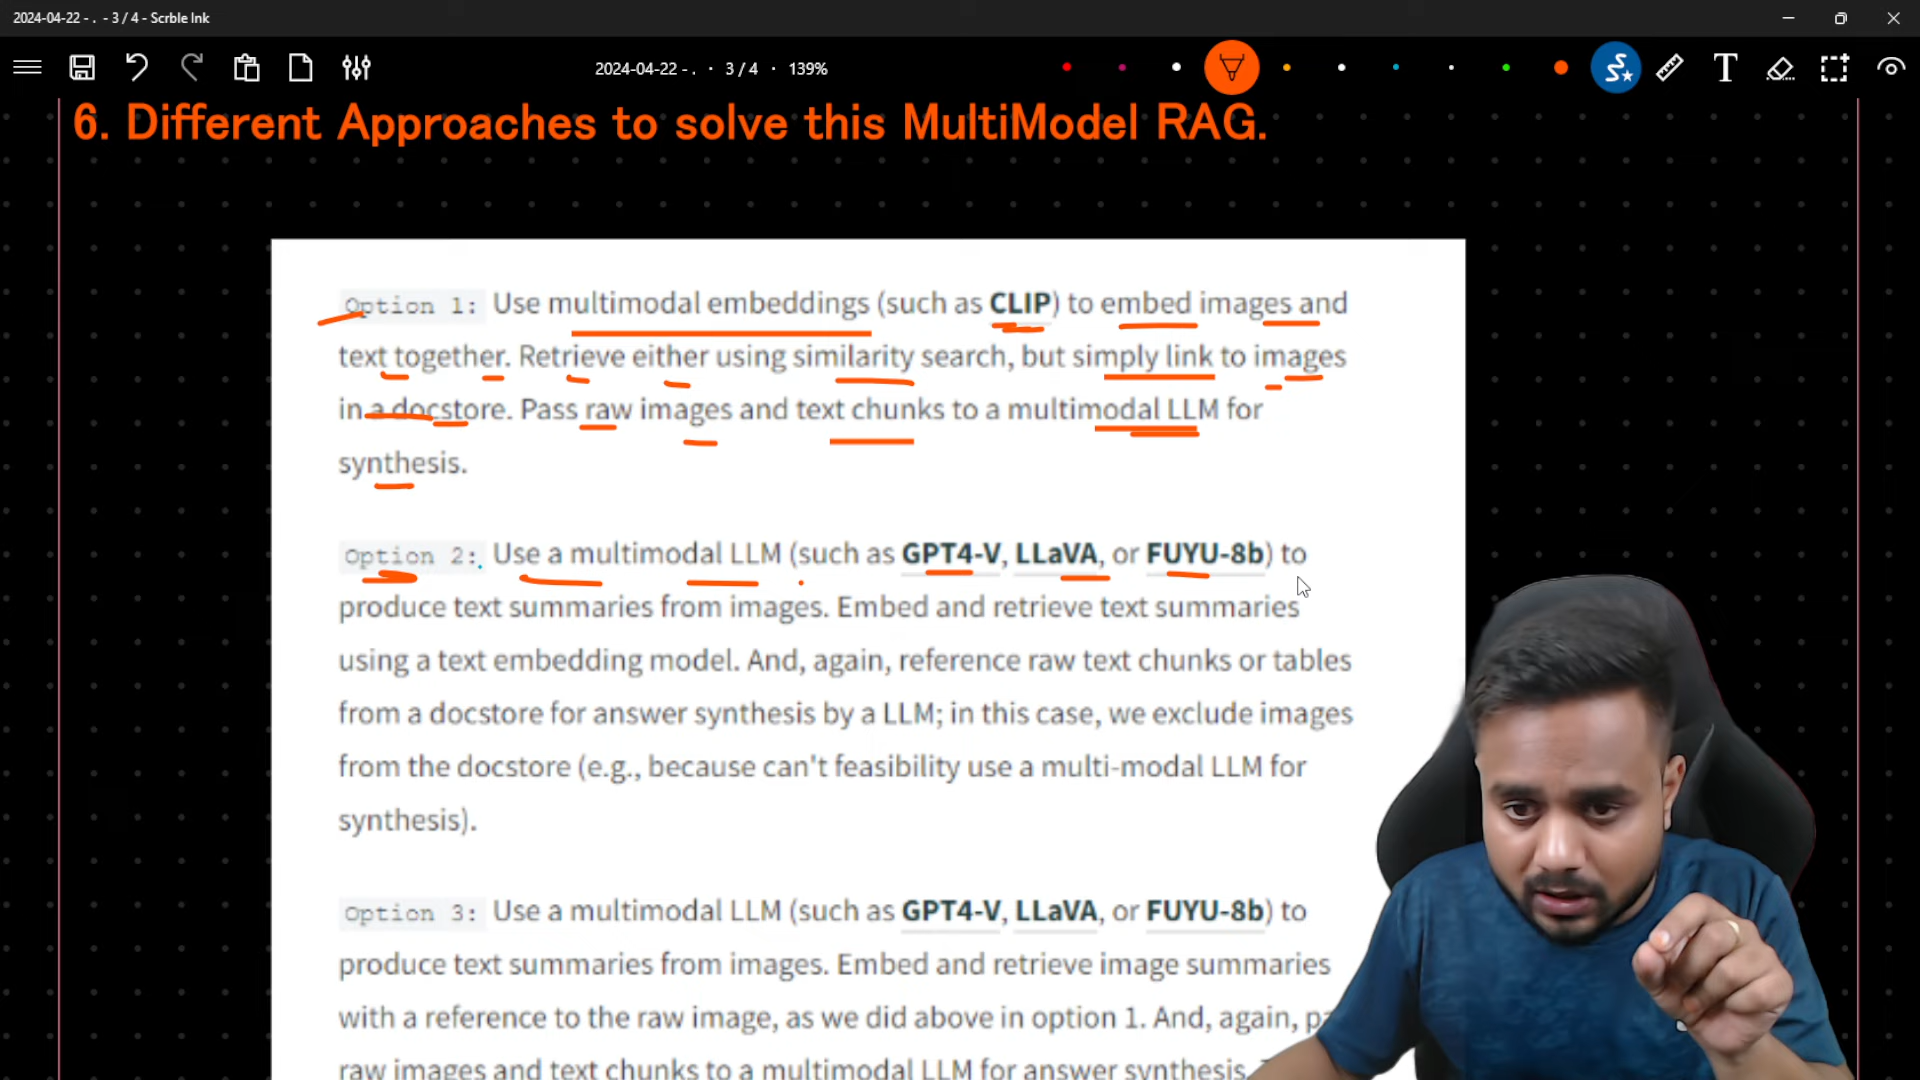 2024-04-22 - . - 3 / 4 - Scrble Ink
2024-04-22 - . · 3 / 4 · 139%
6. Different Approaches to solve this MultiModel RAG.
Option 1: Use multimodal embeddings (such as CLIP) to embed images and
text together. Retrieve either using similarity search, but simply link to images
in a docstore. Pass raw images and text chunks to a multimodal LLM for
synthesis.
Option 2: Use a multimodal LLM (such as GPT4-V, LLaVA, or FUYU-8b) to
produce text summaries from images. Embed and retrieve text summaries
using a text embedding model. And, again, reference raw text chunks or tables
from a docstore for answer synthesis by a LLM; in this case, we exclude images
from the docstore (e.g., because can't feasibility use a multi-modal LLM for
synthesis).
Option 3: Use a multimodal LLM (such as GPT4-V, LLaVA, or FUYU-8b) to
produce text summaries from images. Embed and retrieve image summaries
with a reference to the raw image, as we did above in option 1. And, again,
raw images and text chunks to a multimodal LLM for answer synthesis.